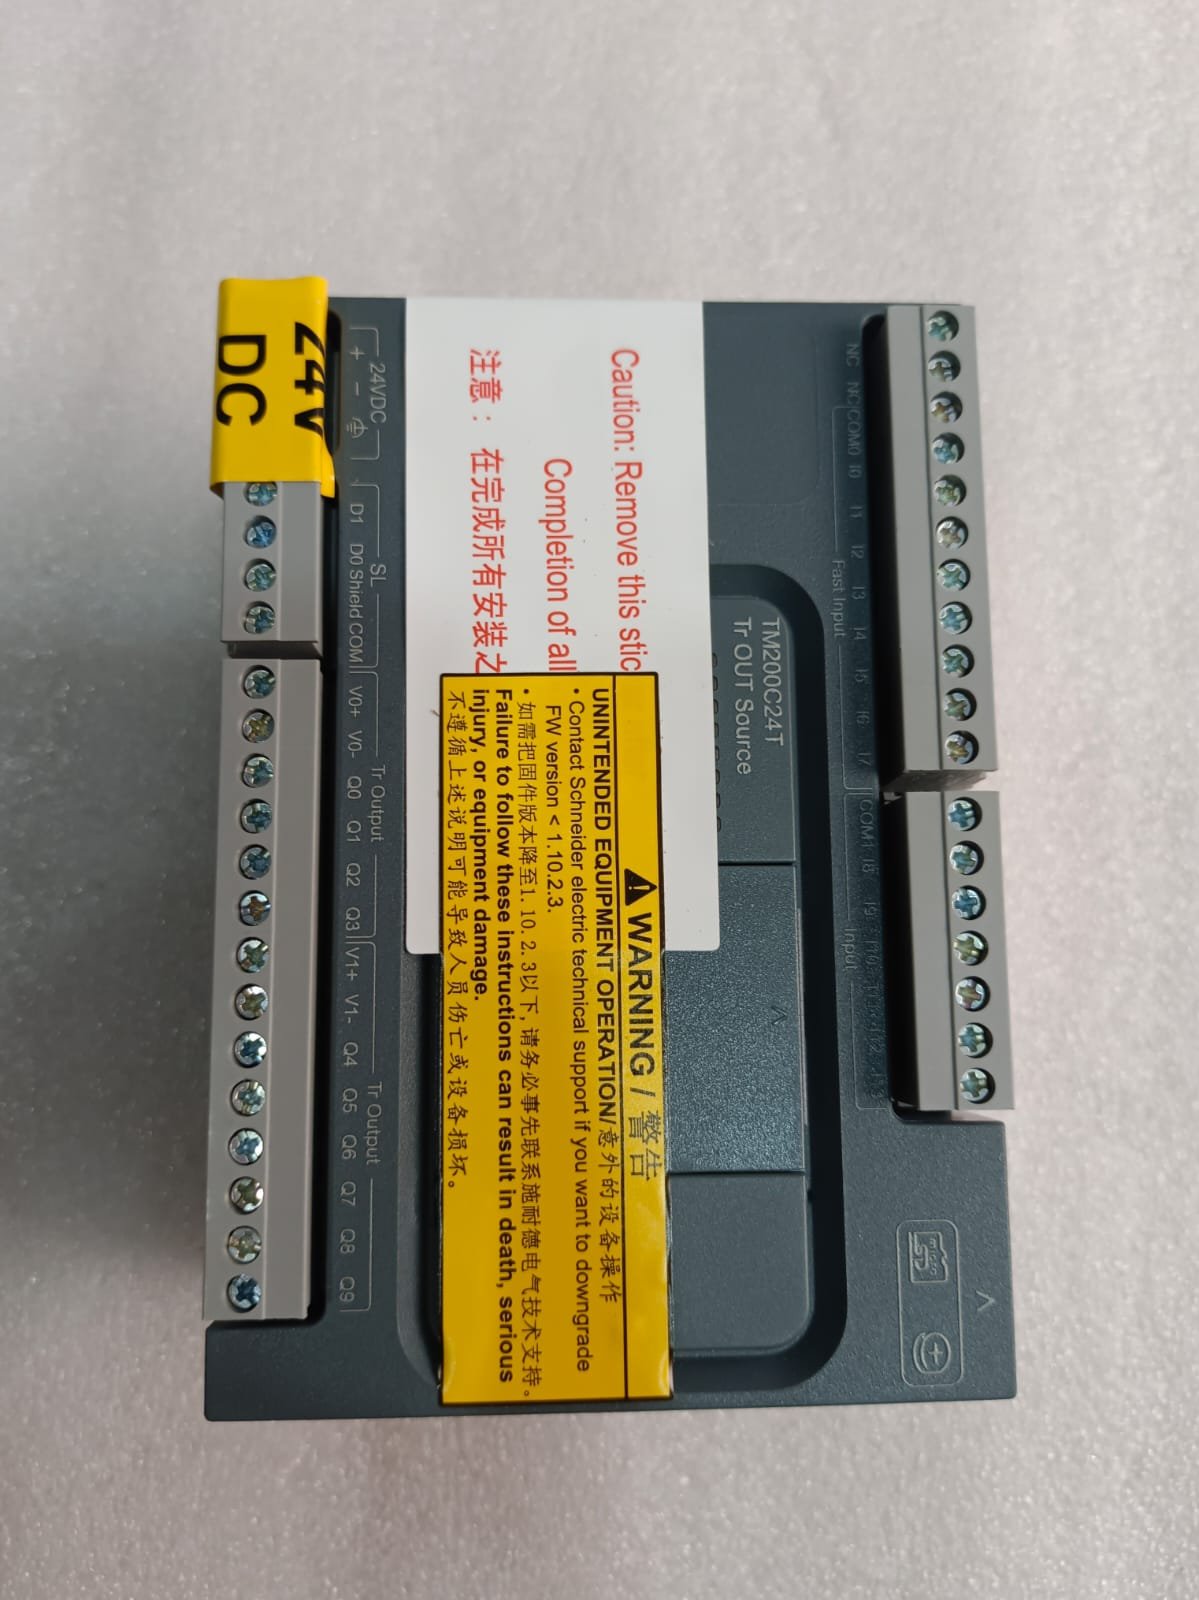 24V
DC
24VDC
+ −
D1 D0 Shield COM
SL
V0+ V0- Q0 Q1 Q2 Q3
Tr Output
V1+ V1- Q4 Q5 Q6 Q7 Q8 Q9
Tr Output
Caution: Remove this stic
Completion of all
注意： 在完成所有安装之
WARNING / 警告
UNINTENDED EQUIPMENT OPERATION/意外的设备操作
• Contact Schneider electric technical support if you want to downgrade
FW version < 1.10.2.3.
• 如需把固件版本降至1.10.2.3以下,请务必事先联系施耐德电气技术支持。
Failure to follow these instructions can result in death, serious
injury, or equipment damage.
不遵循上述说明可能导致人员伤亡或设备损坏。
TM200C24T
Tr OUT Source
NC NC COM0 I0 I1 I2 I3 I4 I5 I6 I7
Fast Input
COM1 I8 I9
Input
micro
SD